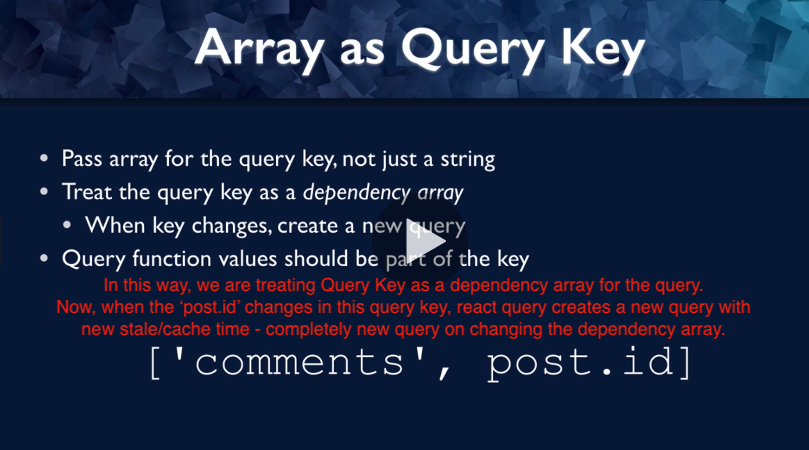 Array as Query Key
• Pass array for the query key, not just a string
• Treat the query key as a dependency array
• When key changes, create a new query
• Query function values should be part of the key
In this way, we are treating Query Key as a dependency array for the query.
Now, when the ‘post.id’ changes in this query key, react query creates a new query with
new stale/cache time - completely new query on changing the dependency array.
['comments', post.id]